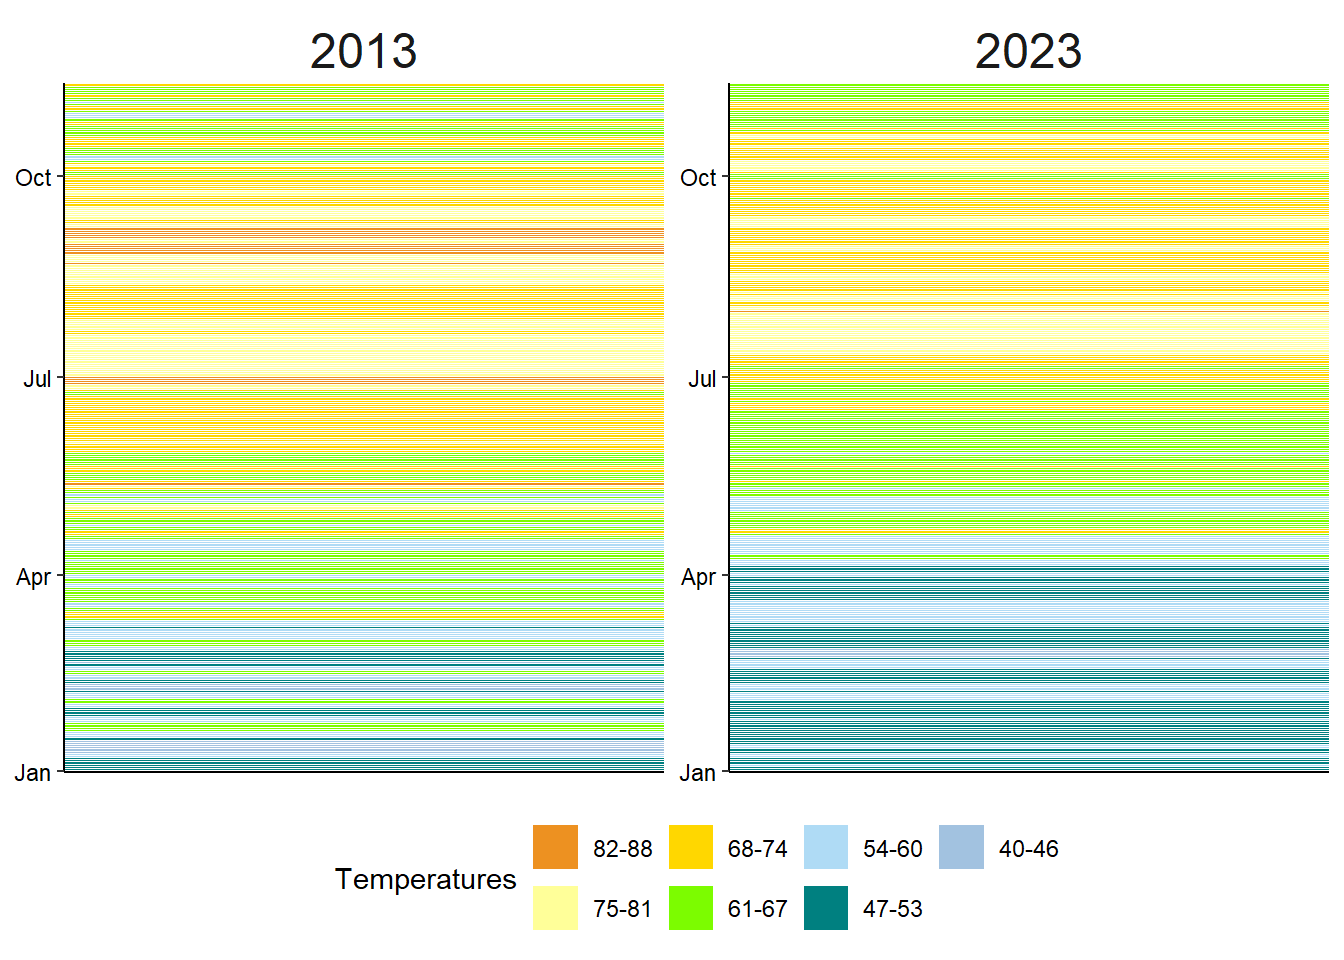 2013 2023
Oct Oct
Jul Jul
Apr Apr
Jan Jan
82-88 68-74 54-60 40-46
Temperatures
75-81 61-67 47-53